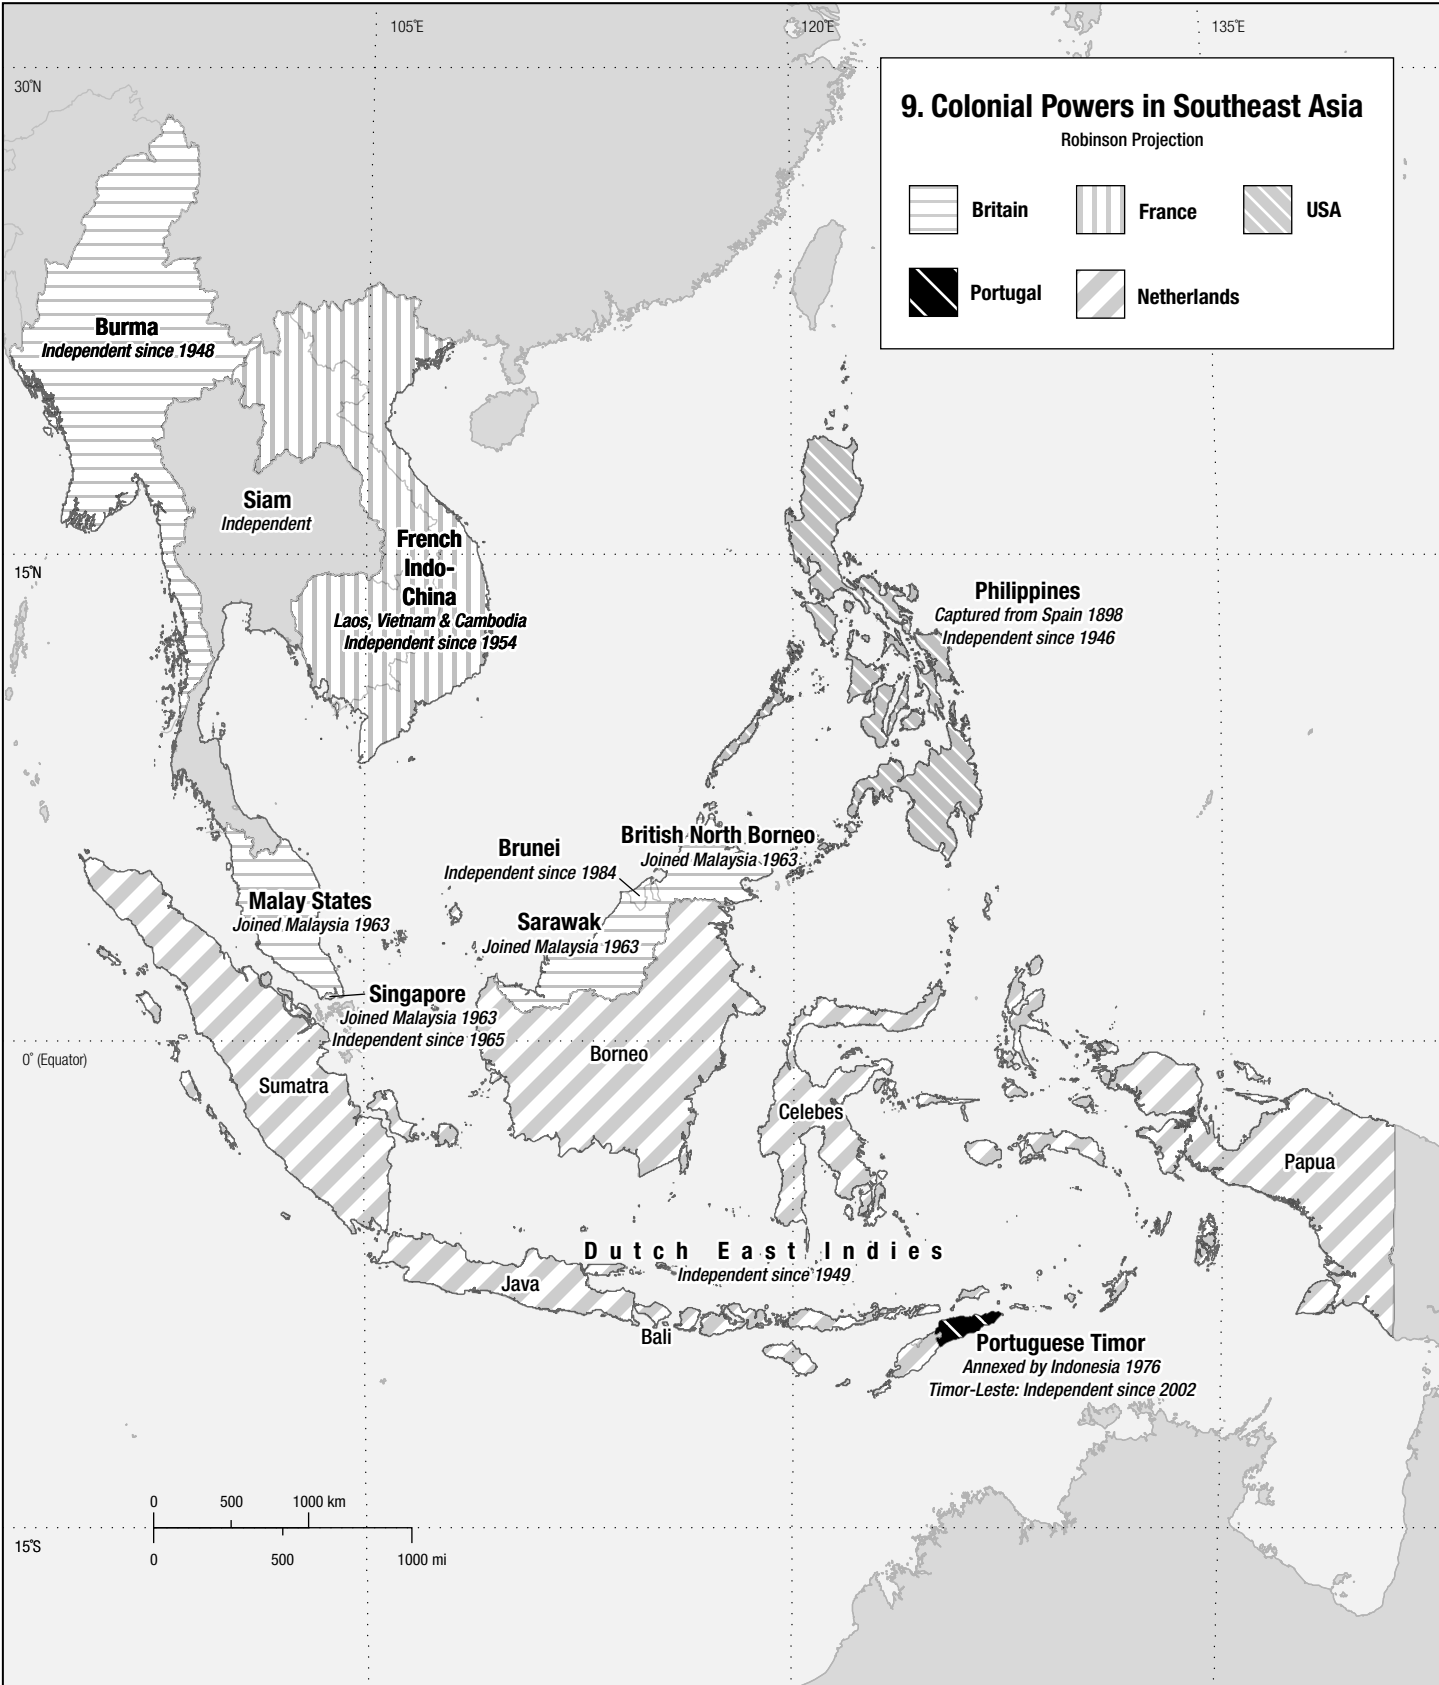 105°E
120°E
135°E
30°N
9. Colonial Powers in Southeast Asia
Robinson Projection
Britain
France
USA
Portugal
Netherlands
Burma
Independent since 1948
Siam
Independent
French
Indo-
China
Laos, Vietnam & Cambodia
Independent since 1954
15°N
Philippines
Captured from Spain 1898
Independent since 1946
British North Borneo
Joined Malaysia 1963
Brunei
Independent since 1984
Malay States
Joined Malaysia 1963
Sarawak
Joined Malaysia 1963
Singapore
Joined Malaysia 1963
Independent since 1965
0° (Equator)
Borneo
Sumatra
Celebes
Papua
Dutch East Indies
Independent since 1949
Java
Bali
Portuguese Timor
Annexed by Indonesia 1976
Timor-Leste: Independent since 2002
0 500 1000 km
0 500 1000 mi
15°S